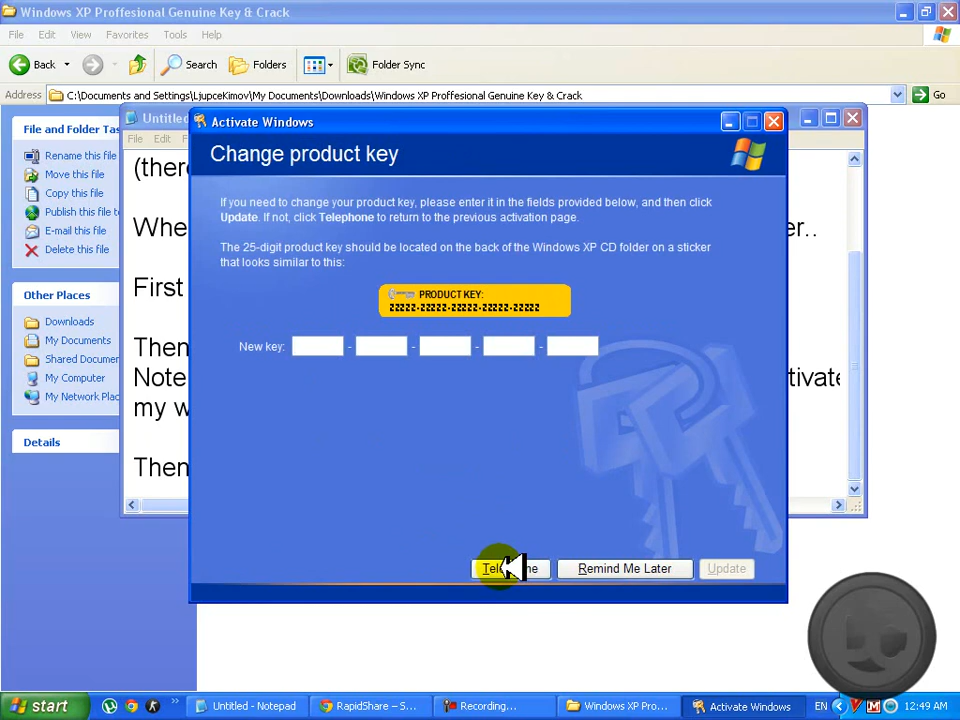 Windows XP Proffesional Genuine Key & Crack
File Edit View Favorites Tools Help
Back Search Folders Folder Sync
Address C:\Documents and Settings\LjupceKimov\My Documents\Downloads\Windows XP Proffesional Genuine Key & Crack Go
File and Folder Tas
Rename this file
Move this file
Copy this file
Publish this file to
E-mail this file
Delete this file
Other Places
Downloads
My Documents
Shared Documen
My Computer
My Network Plac
Details
Untitled
File Edit
(there
Whe
er..
First
Then
Note
tivate
my w
Then
Activate Windows
Change product key
If you need to change your product key, please enter it in the fields provided below, and then click
Update. If not, click Telephone to return to the previous activation page.
The 25-digit product key should be located on the back of the Windows XP CD folder on a sticker
that looks similar to this:
PRODUCT KEY:
ZZZZZ-ZZZZZ-ZZZZZ-ZZZZZ-ZZZZZ
New key: - - - -
Remind Me Later Update
start Untitled - Notepad RapidShare – S... Recording... Windows XP Pro... Activate Windows EN 12:49 AM